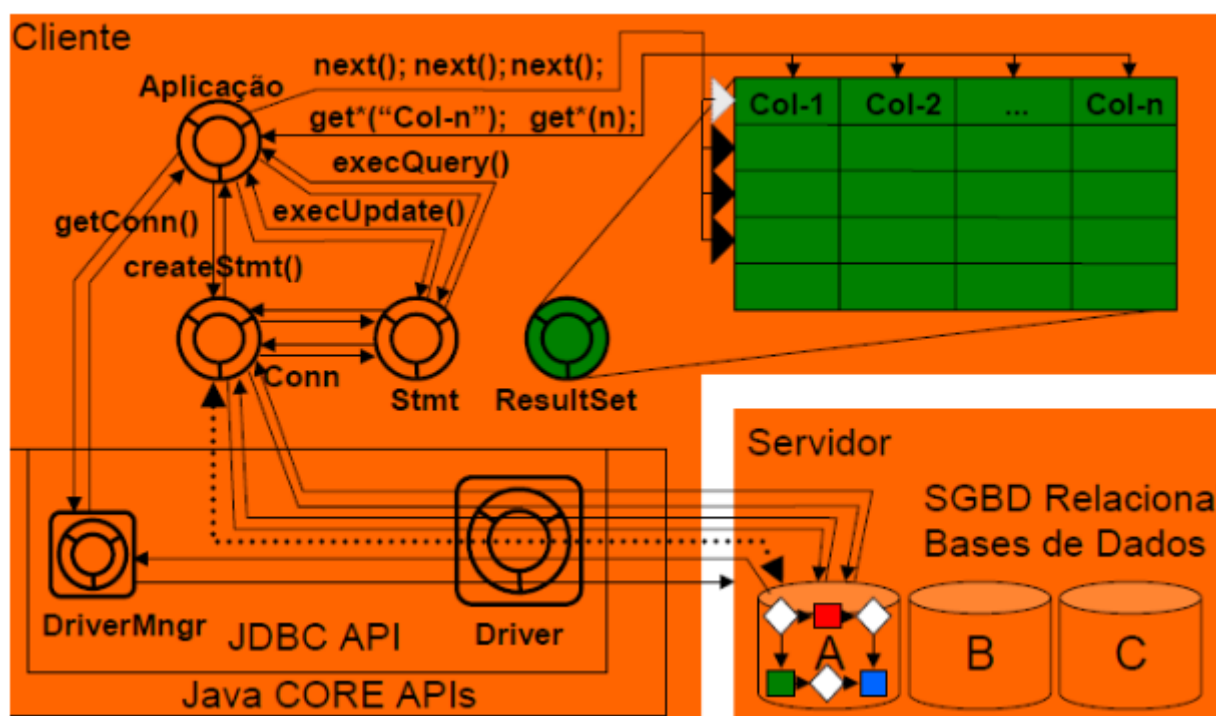 Cliente
Aplicação
next(); next(); next();
get*(“Col-n”); get*(n);
execQuery()
execUpdate()
getConn()
createStmt()
Conn
Stmt
ResultSet
Col-1 Col-2 ... Col-n
DriverMngr
JDBC API
Driver
Java CORE APIs
Servidor
SGBD Relaciona
Bases de Dados
A
B
C